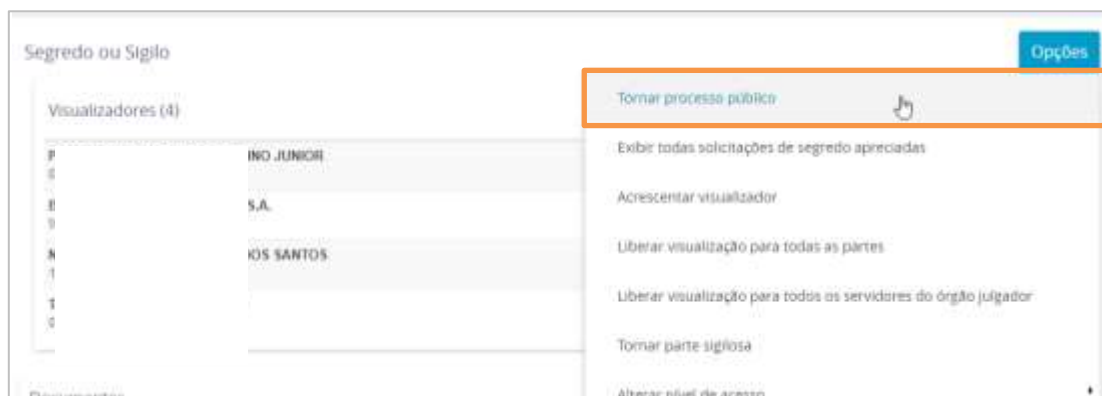 Segredo ou Sigilo
Opções
Visualizadores (4)
Tornar processo público
INO JUNIOR
Exibir todas solicitações de segredo apreciadas
S.A.
Acrescentar visualizador
OOS SANTOS
Liberar visualização para todas as partes
Liberar visualização para todos os servidores do órgão julgador
Tornar parte sigilosa
Documentos
Alterar nível de acesso